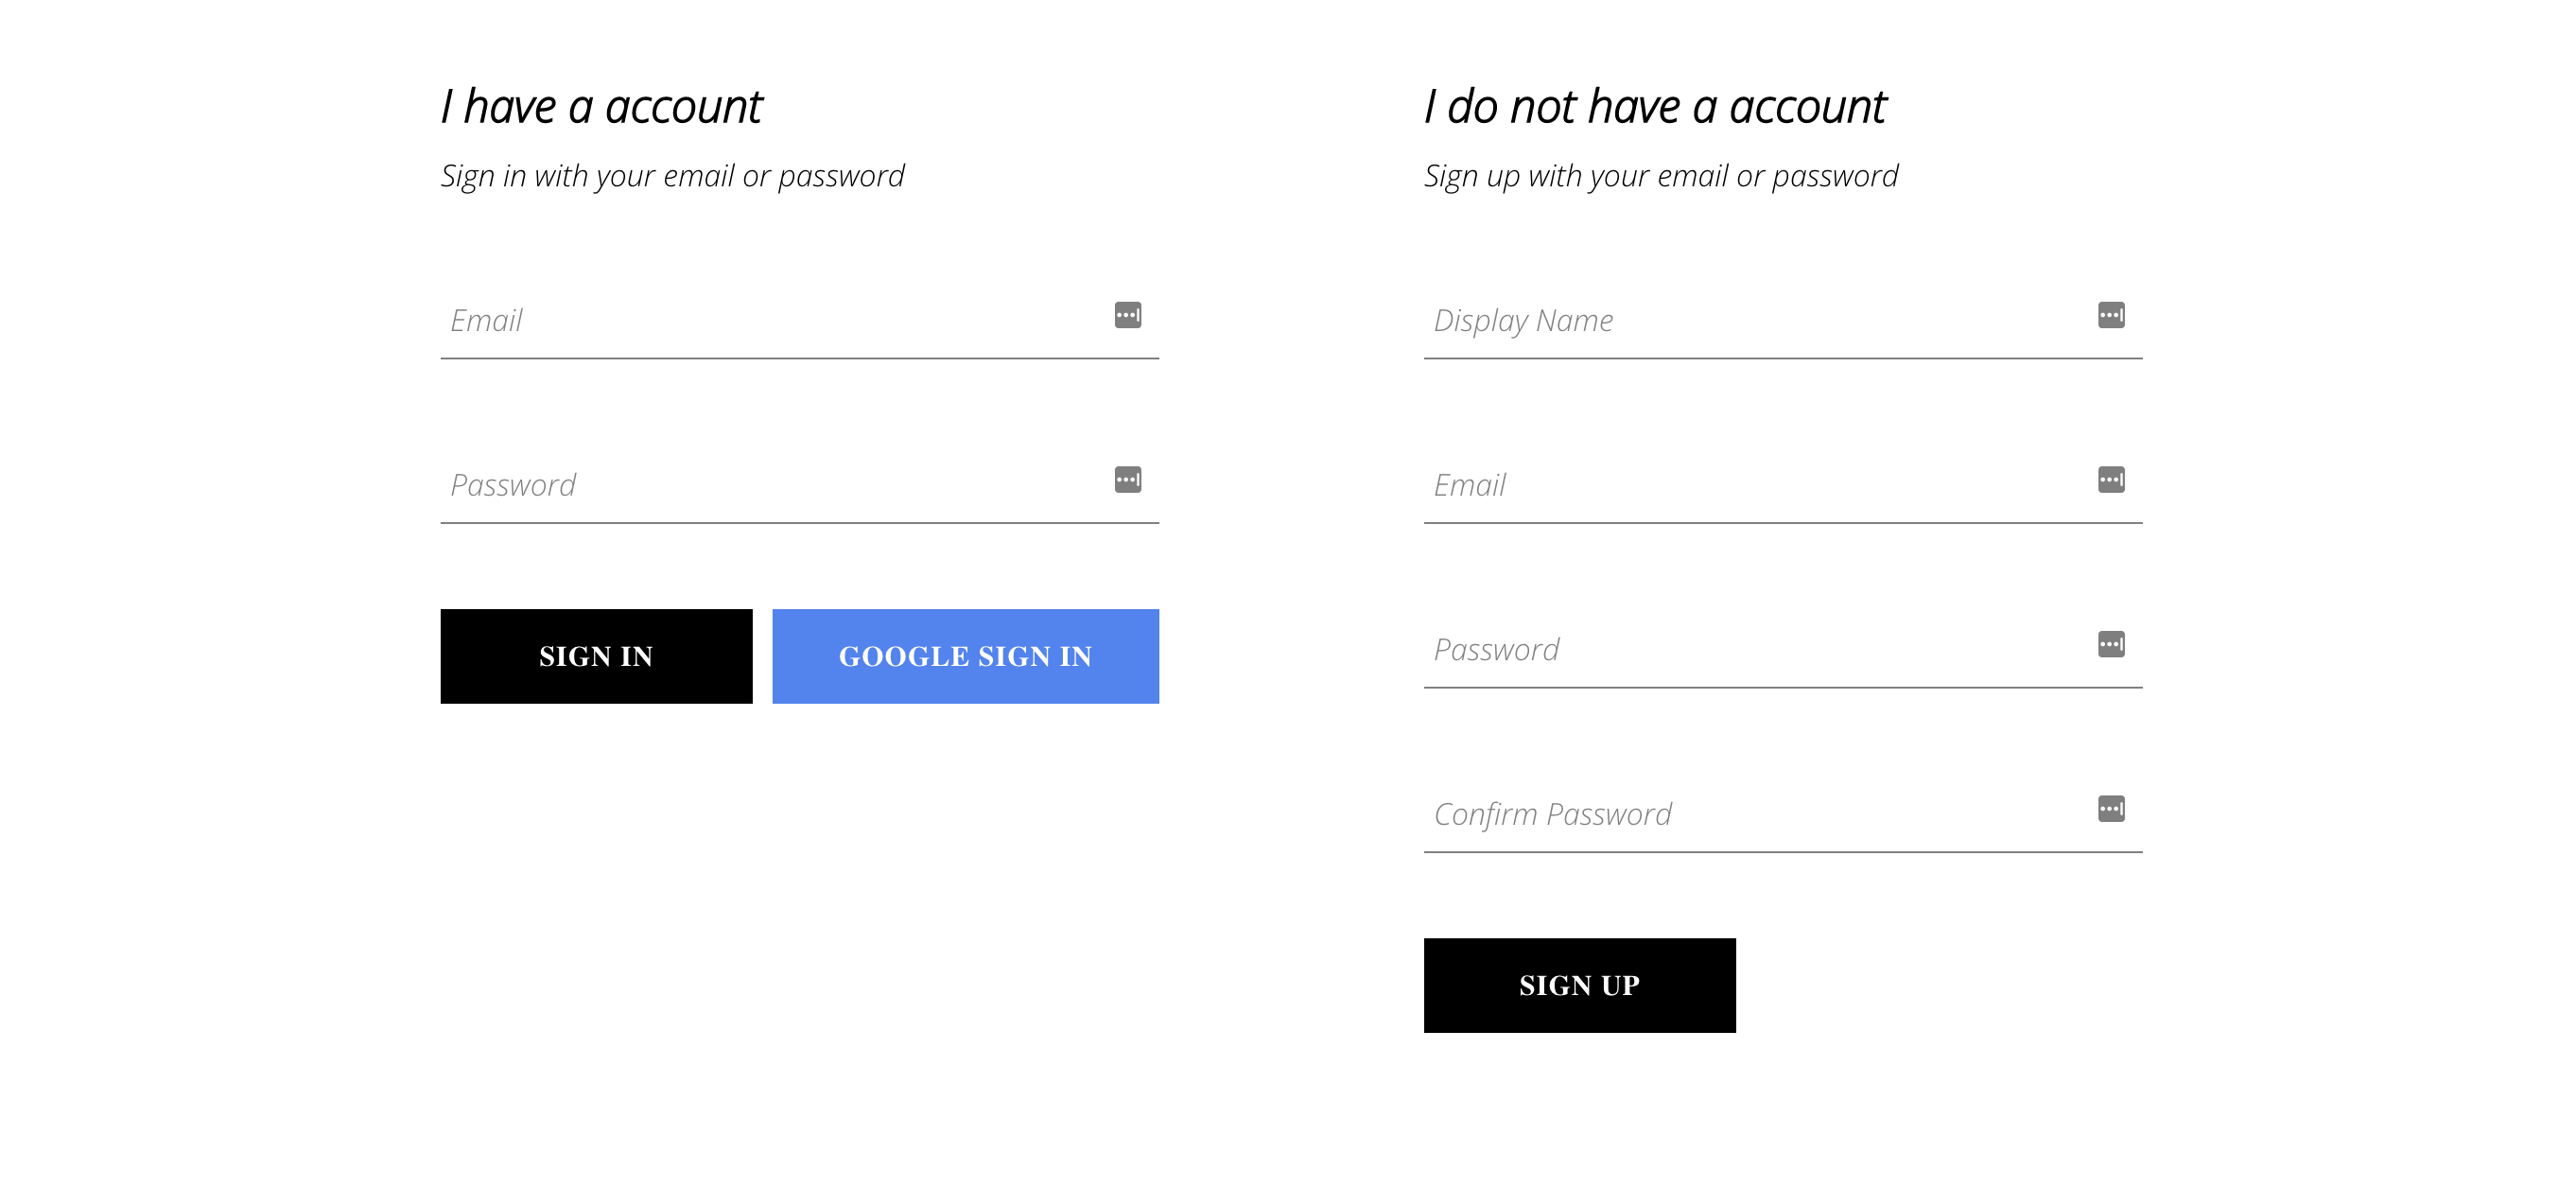 I have a account
Sign in with your email or password
Email
Password
SIGN IN
GOOGLE SIGN IN
I do not have a account
Sign up with your email or password
Display Name
Email
Password
Confirm Password
SIGN UP